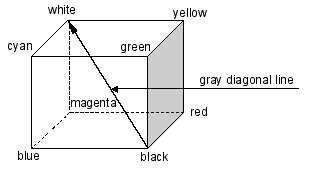 white
yellow
cyan
green
gray diagonal line
magenta
red
blue
black